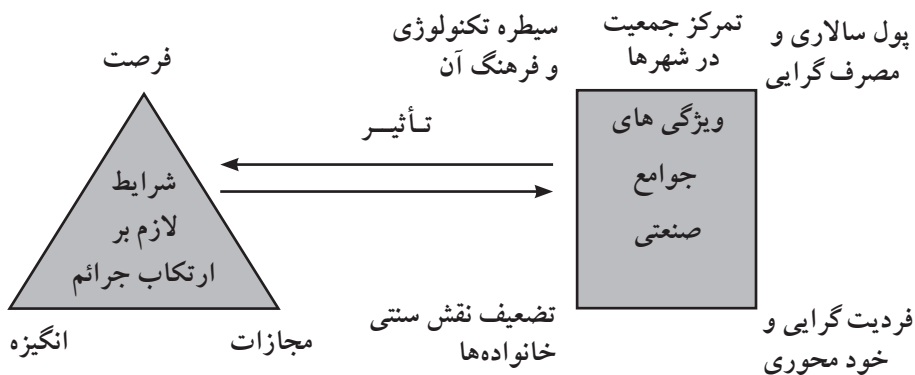 پول سالاری و
مصرف گرایی
تمرکز جمعیت
در شهرها
سیطره تکنولوژی
و فرهنگ آن
ویژگی های
جوامع
صنعتی
فردیت گرایی و
خود محوری
تضعیف نقش سنتی
خانواده‌ها
تأثیـــر
فرصت
شرایط
لازم بر
ارتکاب جرائم
مجازات
انگیزه